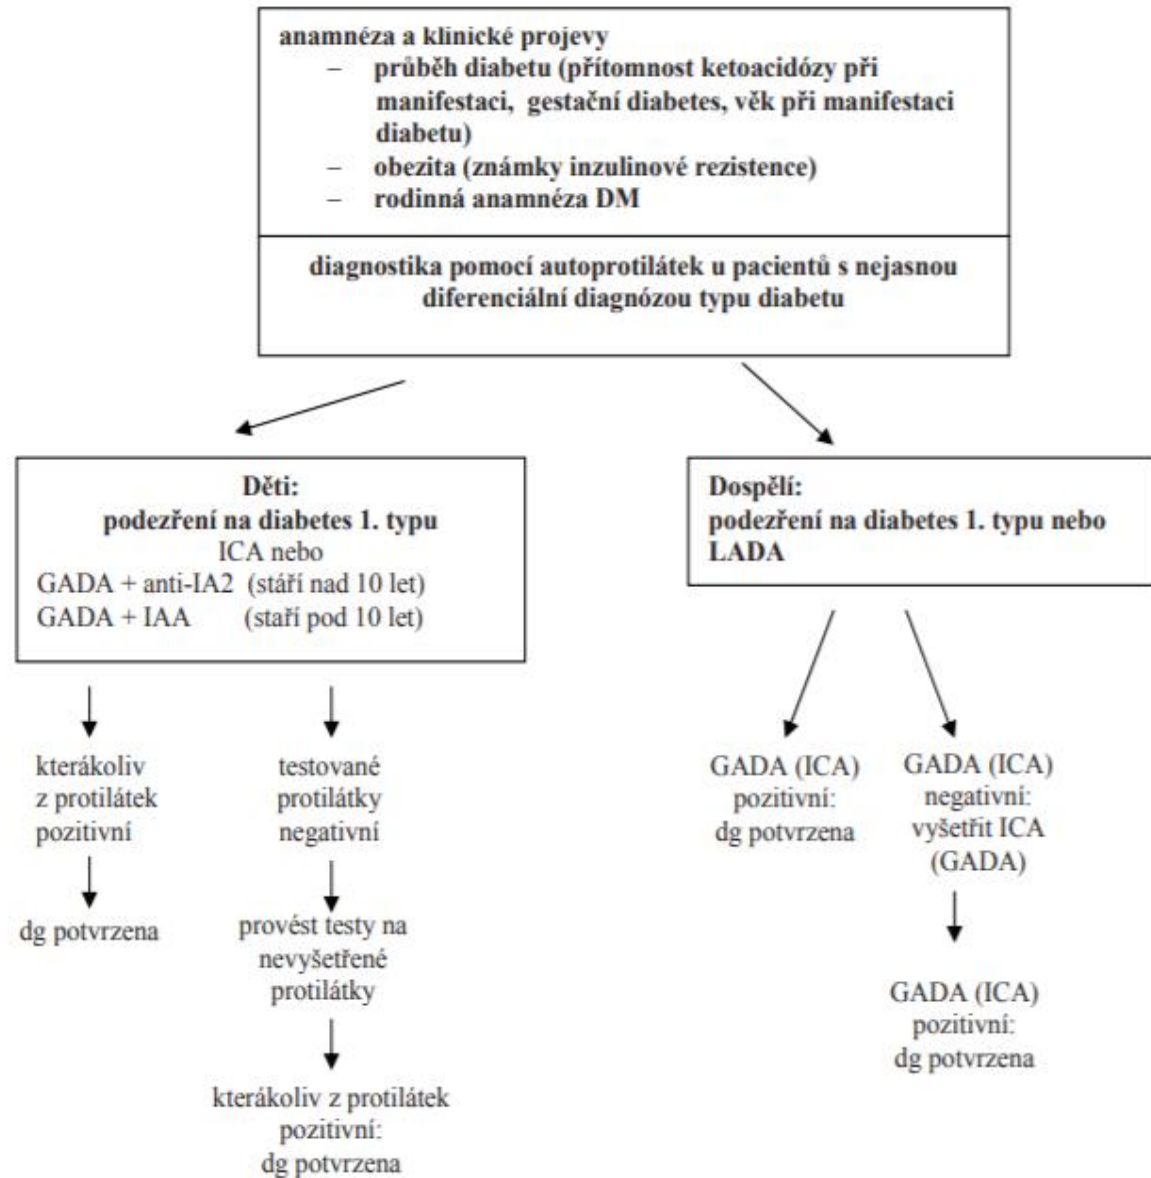 anamnéza a klinické projevy
– průběh diabetu (přítomnost ketoacidózy při
manifestaci, gestační diabetes, věk při manifestaci
diabetu)
– obezita (známky inzulinové rezistence)
– rodinná anamnéza DM
diagnostika pomocí autoprotilátek u pacientů s nejasnou
diferenciální diagnózou typu diabetu
Děti:
podezření na diabetes 1. typu
ICA nebo
GADA + anti-IA2 (stáří nad 10 let)
GADA + IAA (staří pod 10 let)
kterákoliv
z protilátek
pozitivní
dg potvrzena
testované
protilátky
negativní
provést testy na
nevyšetřené
protilátky
kterákoliv z protilátek
pozitivní:
dg potvrzena
Dospělí:
podezření na diabetes 1. typu nebo
LADA
GADA (ICA)
pozitivní:
dg potvrzena
GADA (ICA)
negativní:
vyšetřit ICA
(GADA)
GADA (ICA)
pozitivní:
dg potvrzena